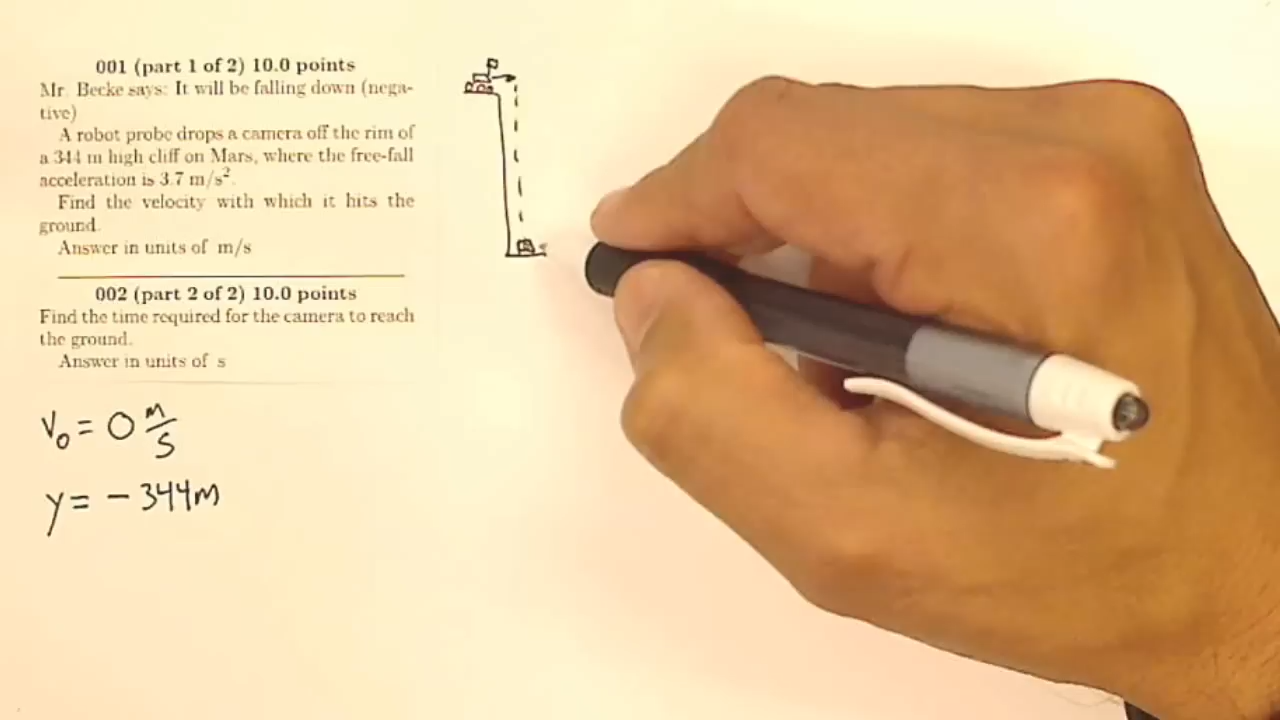 001 (part 1 of 2) 10.0 points
Mr. Becke says: It will be falling down (nega-
tive)
A robot probe drops a camera off the rim of
a 344 m high cliff on Mars, where the free-fall
acceleration is 3.7 m/s².
Find the velocity with which it hits the
ground.
Answer in units of m/s
002 (part 2 of 2) 10.0 points
Find the time required for the camera to reach
the ground.
Answer in units of s
V₀ = 0 m/s
y = - 344m